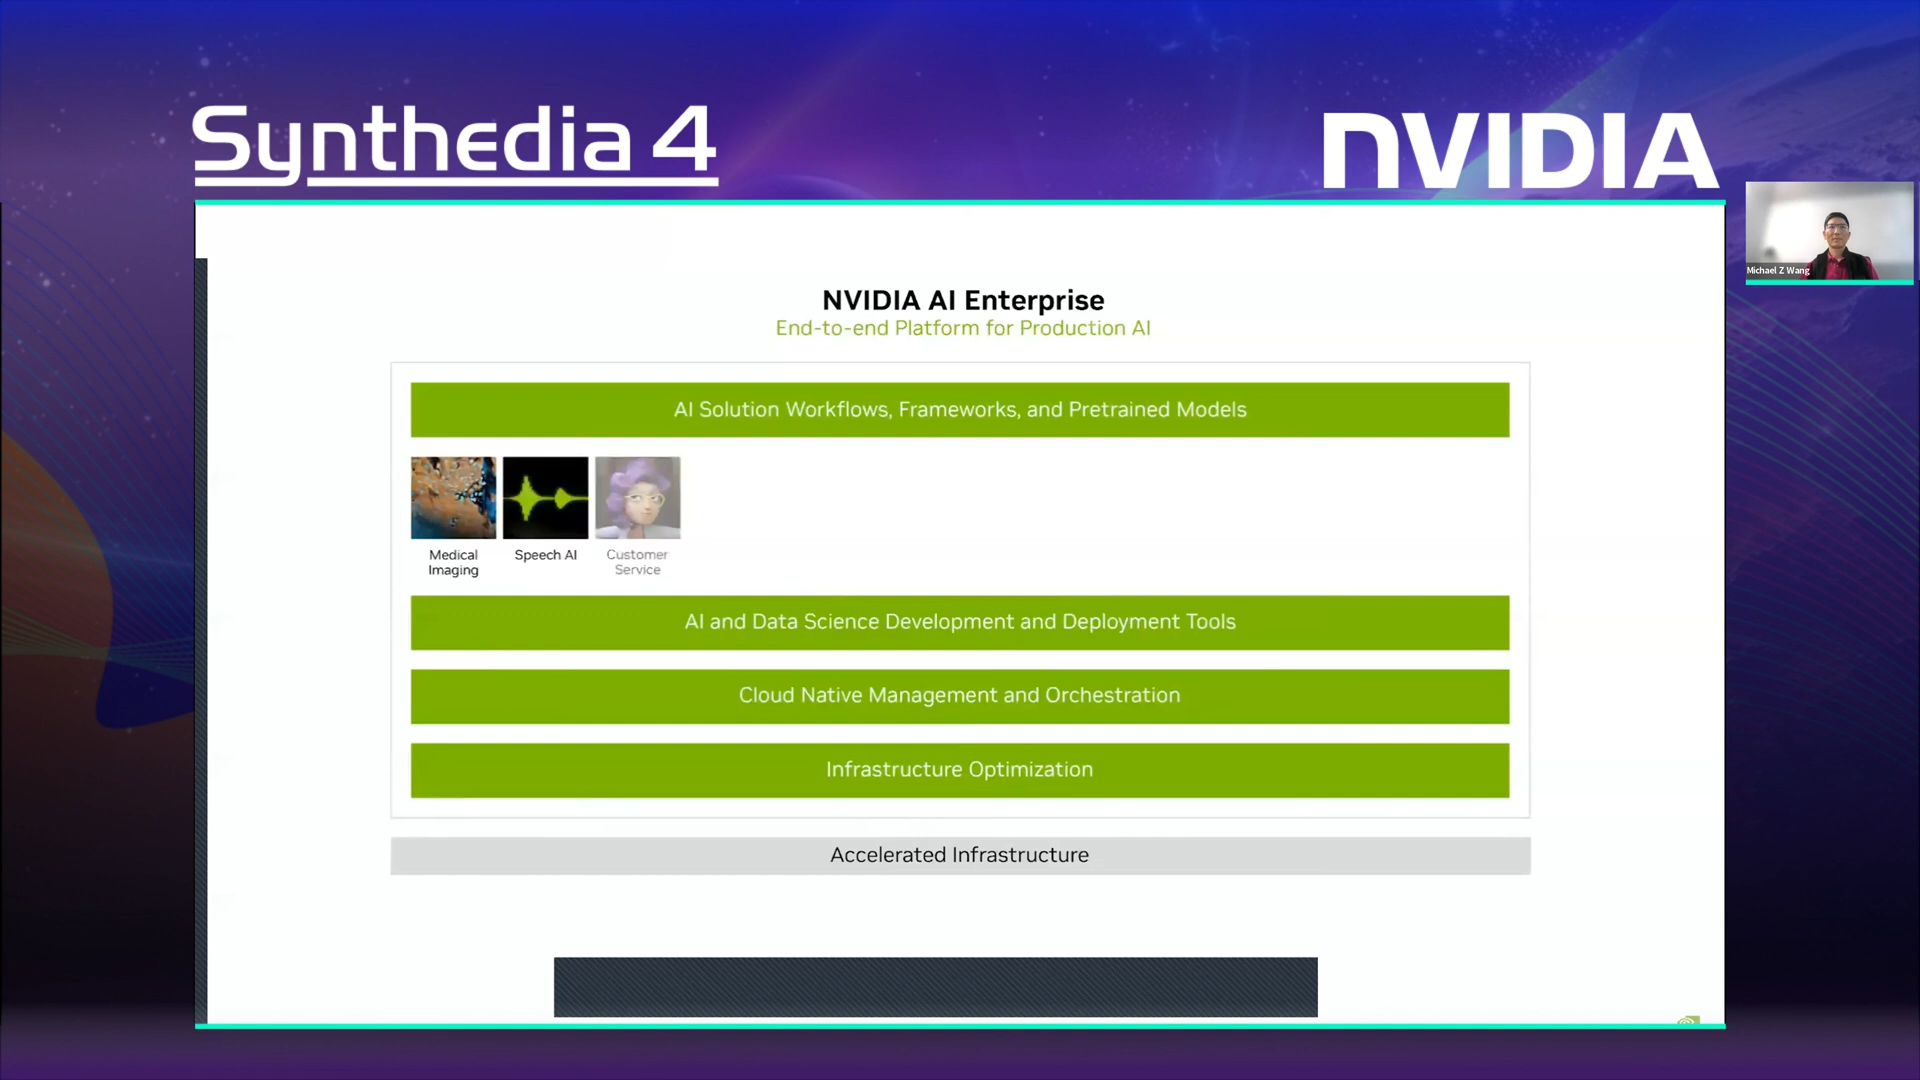 Synthedia 4
NVIDIA
Michael Z Wang
NVIDIA AI Enterprise
End-to-end Platform for Production AI
AI Solution Workflows, Frameworks, and Pretrained Models
Medical
Imaging
Speech AI
Customer
Service
AI and Data Science Development and Deployment Tools
Cloud Native Management and Orchestration
Infrastructure Optimization
Accelerated Infrastructure